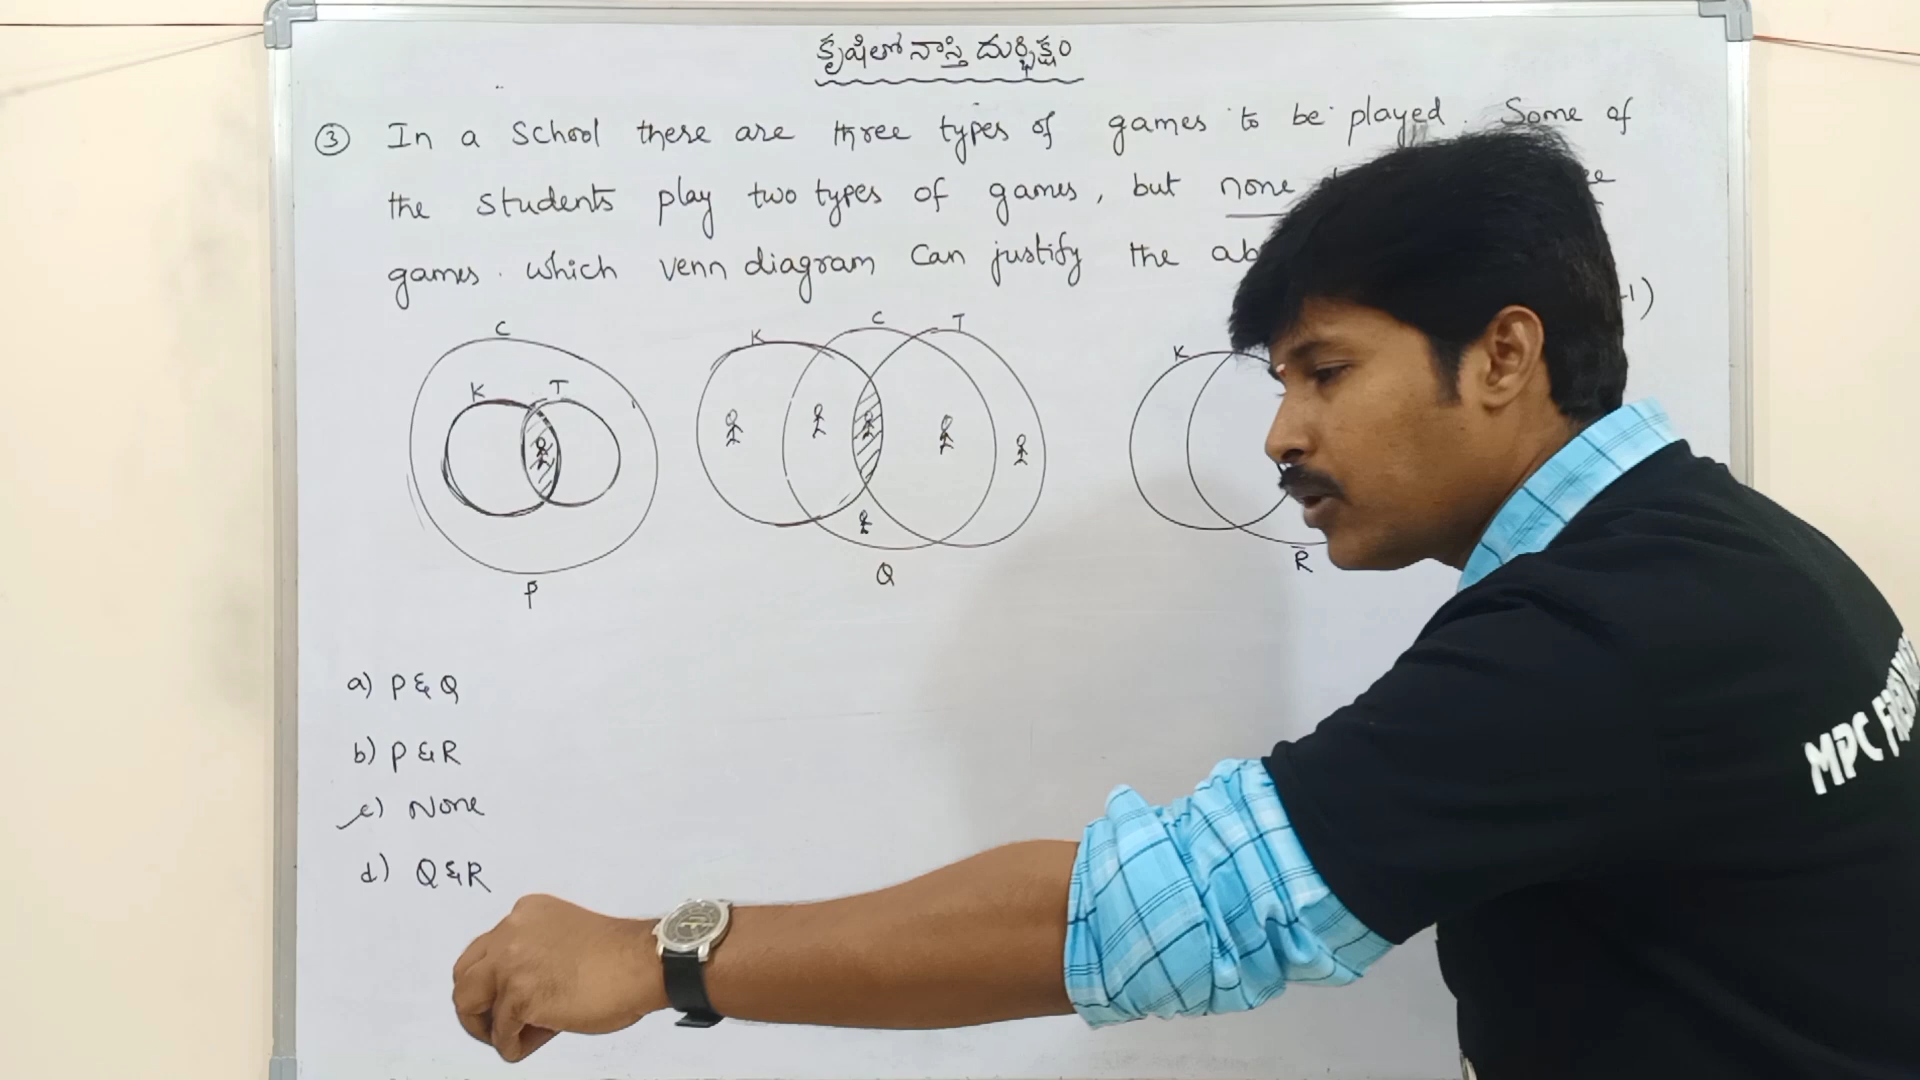 కృషితో నాస్తి దుర్భిక్షం
③ In a School there are three types of games to be played. Some of
the students play two types of games, but none
games. which venn diagram can justify the
-1)
C
K T
P
K C T
Q
K
R
a) P & Q
b) P & R
c) None
d) Q & R
MPC